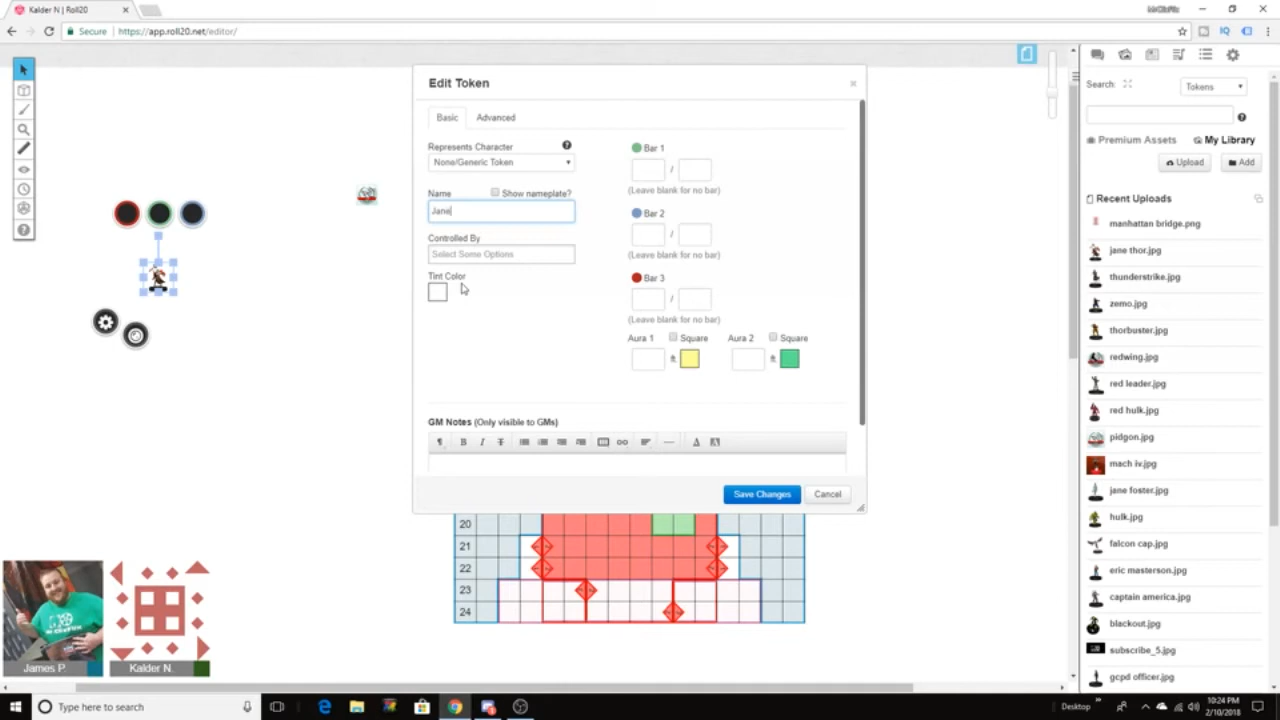 Kalder N | Roll20
Secure | https://app.roll20.net/editor/
Edit Token
Basic
Advanced
Represents Character
None/Generic Token
Name
Show nameplate?
Jane
Controlled By
Select Some Options
Tint Color
Bar 1
/
(Leave blank for no bar)
Bar 2
/
(Leave blank for no bar)
Bar 3
/
(Leave blank for no bar)
Aura 1
Square
Aura 2
Square
ft.
ft.
GM Notes (Only visible to GMs)
Save Changes
Cancel
20
21
22
23
24
Search:
Tokens
Premium Assets
My Library
Upload
Add
Recent Uploads
manhattan bridge.png
jane thor.jpg
thunderstrike.jpg
zemo.jpg
thorbuster.jpg
redwing.jpg
red leader.jpg
red hulk.jpg
pidgon.jpg
mach iv.jpg
jane foster.jpg
hulk.jpg
falcon cap.jpg
eric masterson.jpg
captain america.jpg
blackout.jpg
subscribe_5.jpg
gcpd officer.jpg
James P.
Kalder N.
Type here to search
Desktop
10:24 PM
2/10/2018